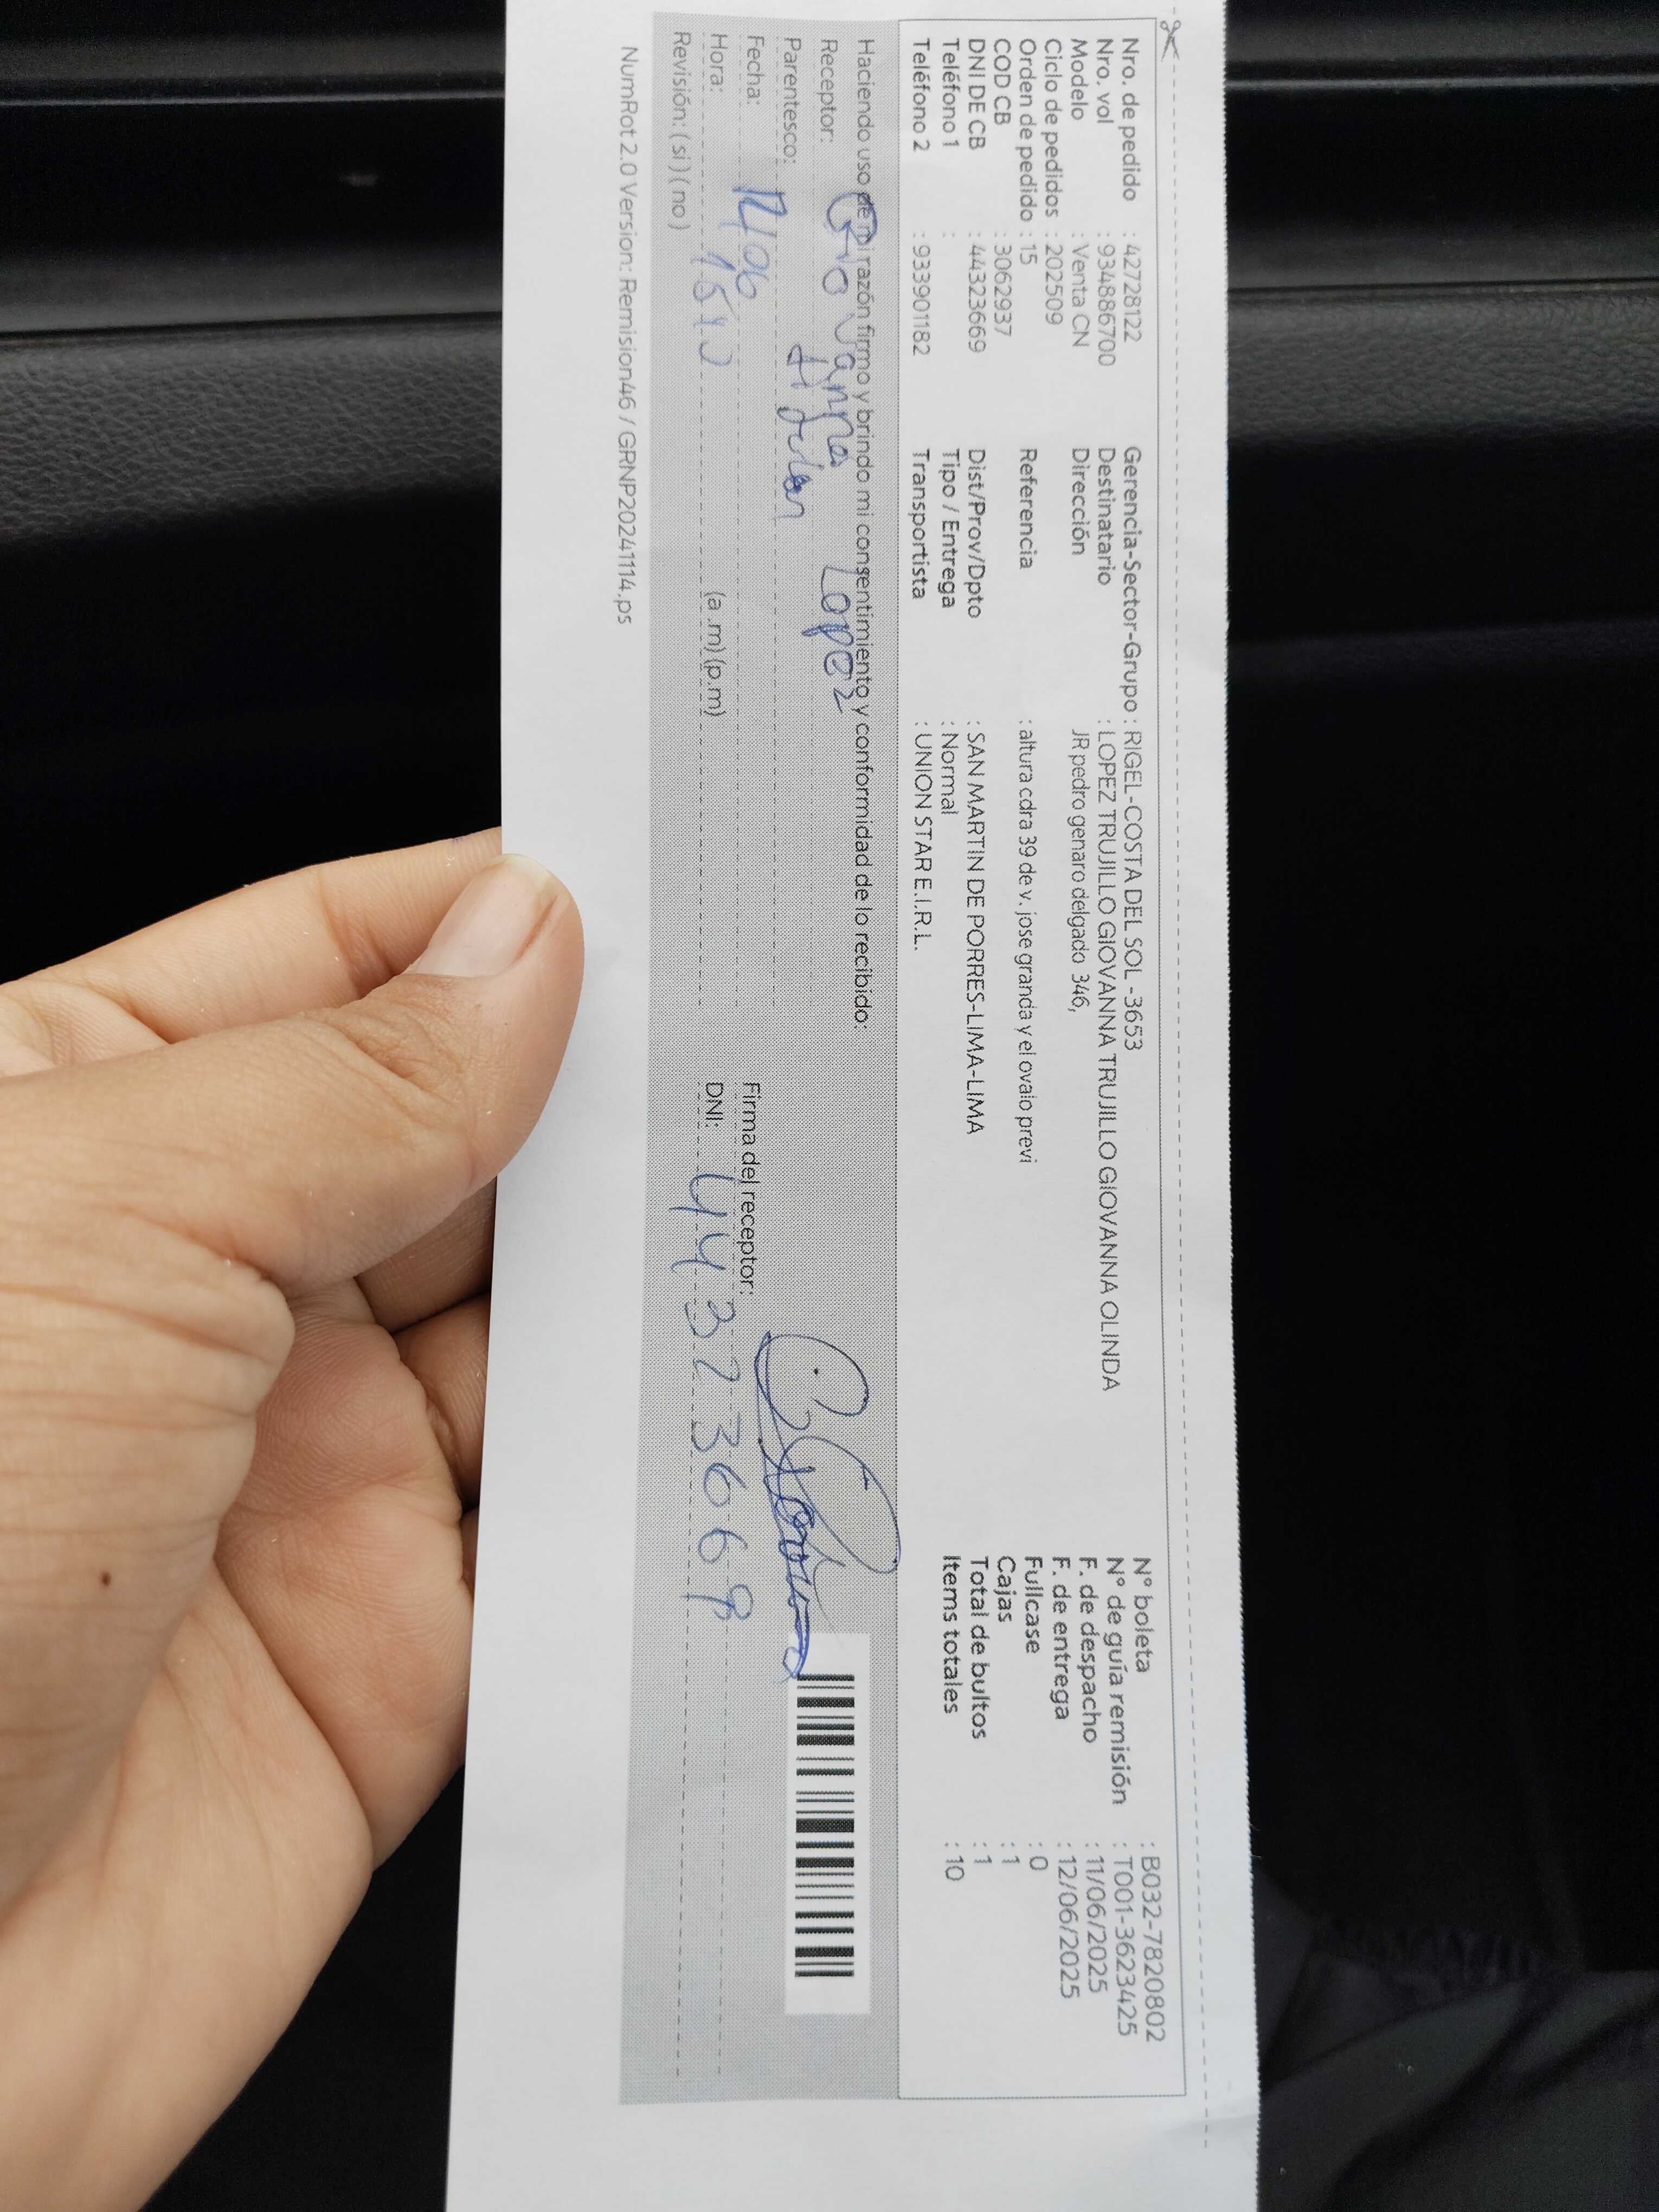 Nro. de pedido : 42728122
Nro. vol : 934886700
Modelo : Venta CN
Ciclo de pedidos : 202509
Orden de pedido : 15
COD CB : 3062937
DNI DE CB : 44323669
Teléfono 1 :
Teléfono 2 : 933901182
Gerencia-Sector-Grupo : RIGEL-COSTA DEL SOL -3653
Destinatario : LOPEZ TRUJILLO GIOVANNA TRUJILLO GIOVANNA OLINDA
Dirección JR pedro genaro delgado 346,
Referencia : altura cdra 39 de v. jose granda y el ovalo previ
Dist/Prov/Dpto : SAN MARTIN DE PORRES-LIMA-LIMA
Tipo / Entrega : Normal
Transportista : UNION STAR E.I.R.L.
N° boleta : B032-7820802
N° de guía remisión : T001-3623425
F. de despacho : 11/06/2025
F. de entrega : 12/06/2025
Fullcase : 0
Cajas : 1
Total de bultos : 1
Items totales : 10
Haciendo uso de mi razón firmo y brindo mi consentimiento y conformidad de lo recibido:
Receptor: Giovanna Lopez
Parentesco:
Fecha: 12/06
Hora: (a.m)(p.m)
Revisión: ( si ) ( no )
Firma del receptor:
DNI: 44323669
NumRot 2.0 Version: Remision46 / GRNP20241114.ps